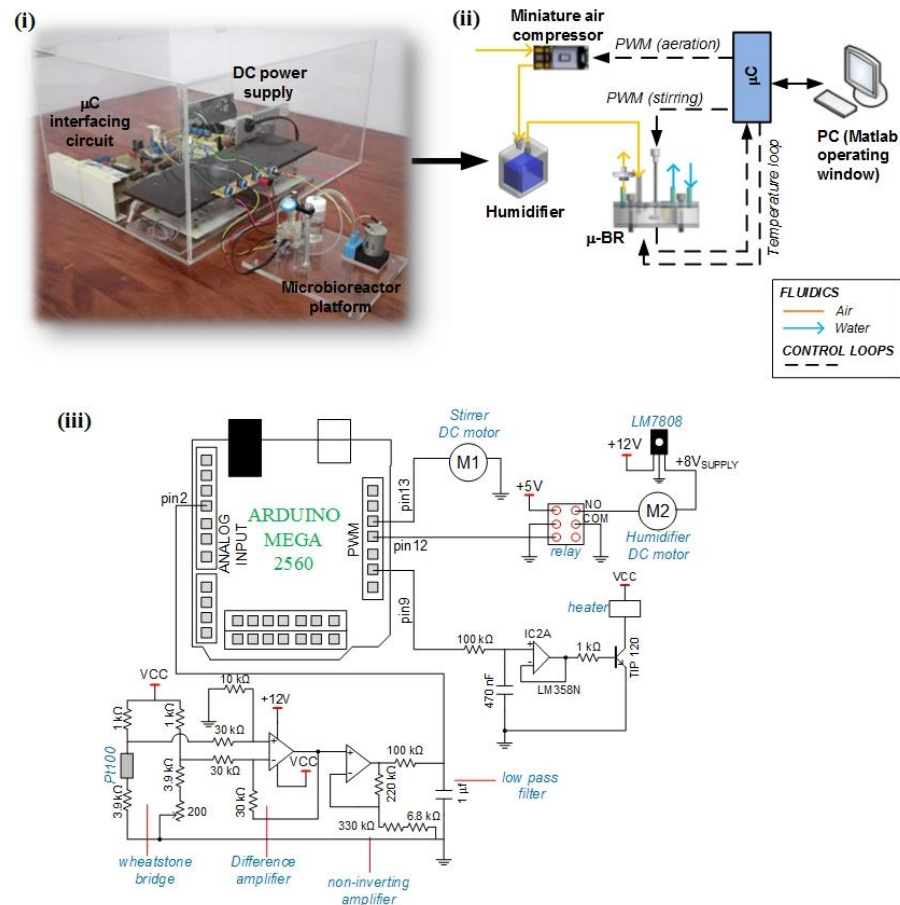 (i)
μC
interfacing
circuit
DC power
supply
Microbioreactor
platform
(ii)
Miniature air
compressor
PWM (aeration)
μC
PWM (stirring)
PC (Matlab
operating
window)
Humidifier
μ-BR
Temperature loop
FLUIDICS
Air
Water
CONTROL LOOPS
(iii)
Stirrer
DC motor
M1
LM7808
+12V
+8VSUPPLY
pin2
ANALOG
INPUT
ARDUINO
MEGA
2560
PWM
pin13
pin12
pin9
+5V
NO
COM
relay
M2
Humidifier
DC motor
VCC
heater
100 kΩ
IC2A
+
-
LM358N
1 kΩ
TIP 120
470 nF
VCC
10 kΩ
+12V
1 kΩ
1 kΩ
30 kΩ
30 kΩ
+
-
VCC
+
-
100 kΩ
220 kΩ
Pt100
3.9 kΩ
3.9 kΩ
200
30 kΩ
330 kΩ
6.8 kΩ
1 μf
low pass
filter
wheatstone
bridge
Difference
amplifier
non-inverting
amplifier